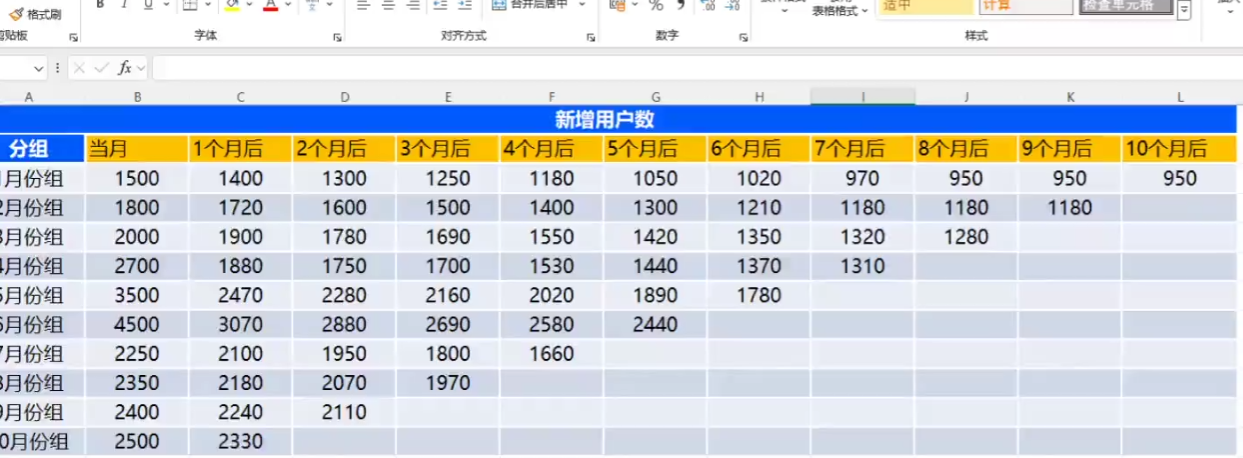 格式刷 B I U A 合并后居中 % 表格格式 适中 计算 检查单元格
剪贴板 字体 对齐方式 数字 样式
fx
A B C D E F G H I J K L
新增用户数
分组 当月 1个月后 2个月后 3个月后 4个月后 5个月后 6个月后 7个月后 8个月后 9个月后 10个月后
1月份组 1500 1400 1300 1250 1180 1050 1020 970 950 950 950
2月份组 1800 1720 1600 1500 1400 1300 1210 1180 1180 1180
3月份组 2000 1900 1780 1690 1550 1420 1350 1320 1280
4月份组 2700 1880 1750 1700 1530 1440 1370 1310
5月份组 3500 2470 2280 2160 2020 1890 1780
6月份组 4500 3070 2880 2690 2580 2440
7月份组 2250 2100 1950 1800 1660
8月份组 2350 2180 2070 1970
9月份组 2400 2240 2110
0月份组 2500 2330